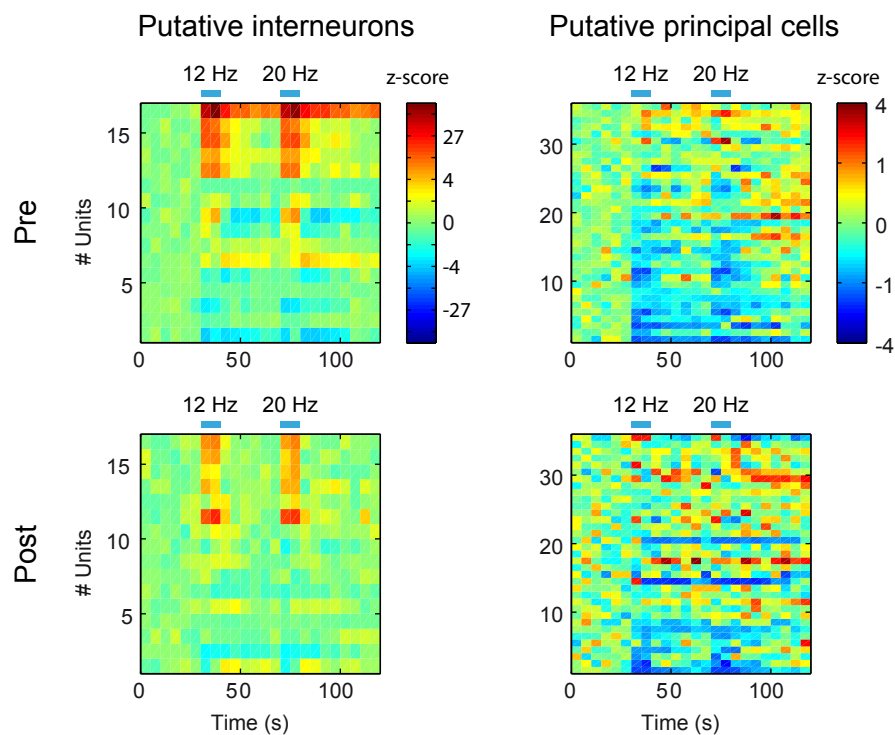 Putative interneurons
Putative principal cells
12 Hz 20 Hz
z-score
12 Hz 20 Hz
z-score
Pre
# Units
15
10
5
0 50 100
27
4
0
-4
-27
30
20
10
0 50 100
4
1
0
-1
-4
Post
12 Hz 20 Hz
12 Hz 20 Hz
# Units
15
10
5
0 50 100
Time (s)
30
20
10
0 50 100
Time (s)